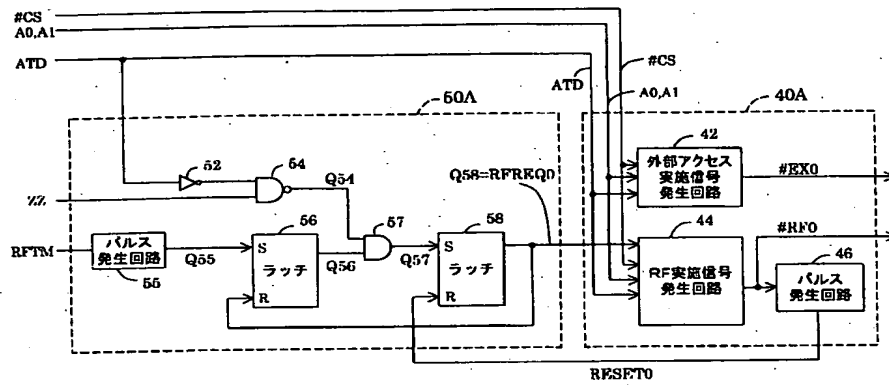 #CS
A0,A1
ATD
#CS
ATD
A0,A1
50A
40A
52
54
Q54
ZZ
42
外部アクセス
実施信号
発生回路
#EX0
Q58=RFREQ0
56
57
58
44
#RF0
46
RFTM
パルス
発生回路
55
Q55
S
ラッチ
R
Q56
Q57
S
ラッチ
R
RF実施信号
発生回路
パルス
発生回路
RESET0